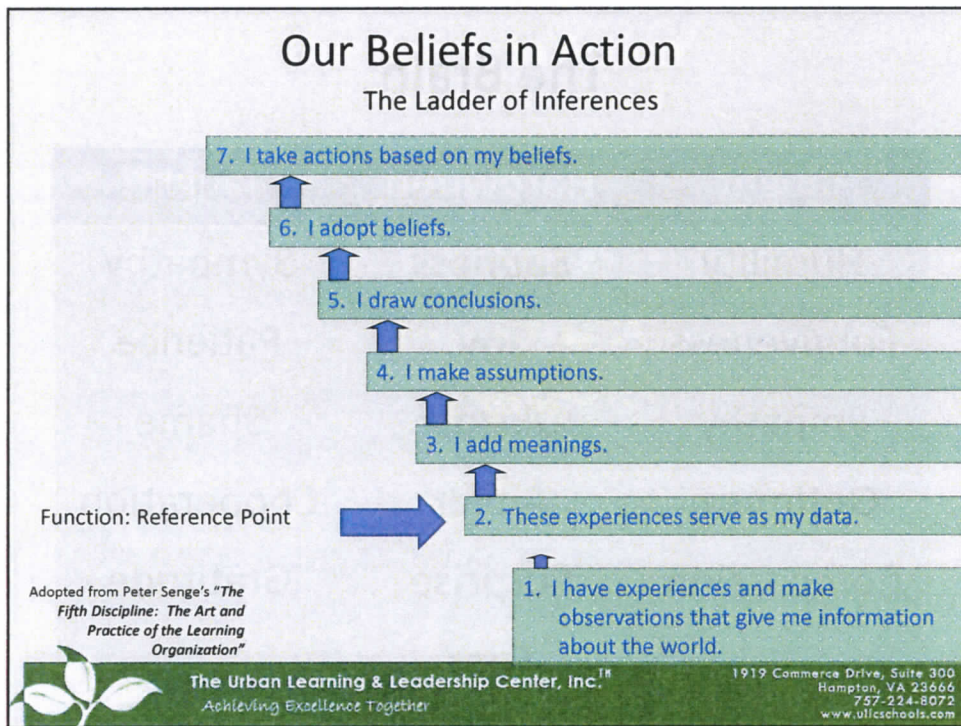 Our Beliefs in Action
The Ladder of Inferences
7. I take actions based on my beliefs.
6. I adopt beliefs.
5. I draw conclusions.
4. I make assumptions.
3. I add meanings.
Function: Reference Point
2. These experiences serve as my data.
1. I have experiences and make
observations that give me information
about the world.
Adopted from Peter Senge's "The
Fifth Discipline: The Art and
Practice of the Learning
Organization"
The Urban Learning & Leadership Center, Inc.™
Achieving Excellence Together
1919 Commerce Drive, Suite 300
Hampton, VA 23666
757-224-8072
www.ullcschools.com